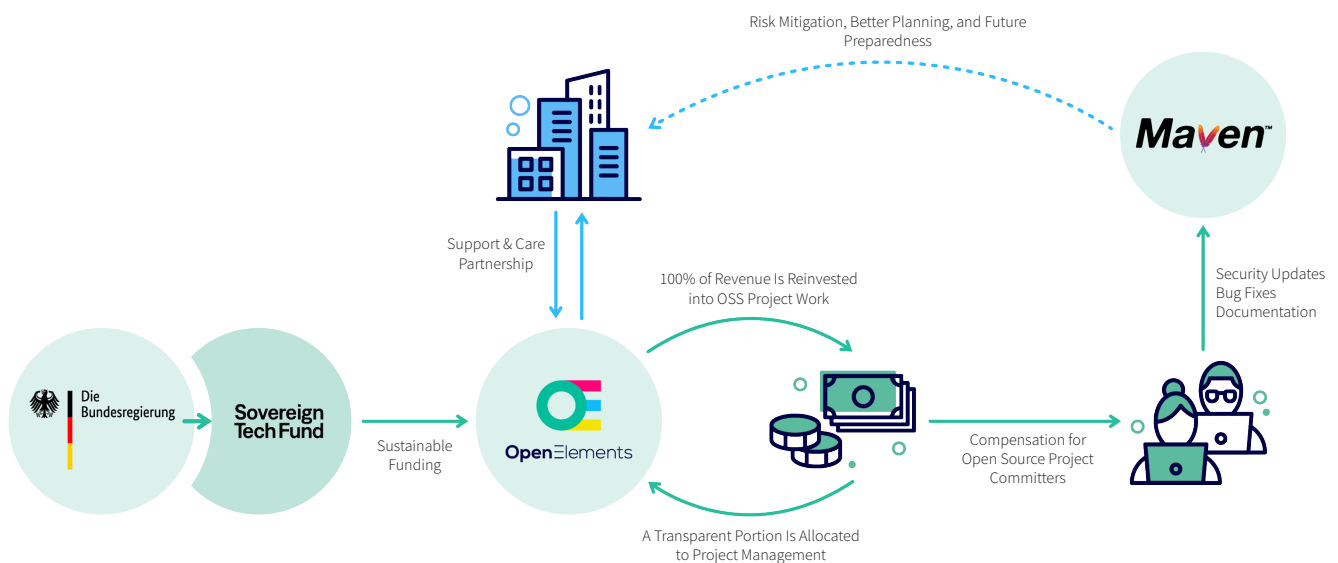 Risk Mitigation, Better Planning, and Future
Preparedness
Maven™
Support & Care
Partnership
100% of Revenue Is Reinvested
into OSS Project Work
Security Updates
Bug Fixes
Documentation
Die
Bundesregierung
Sovereign
Tech Fund
Sustainable
Funding
OpenElements
Compensation for
Open Source Project
Committers
A Transparent Portion Is Allocated
to Project Management